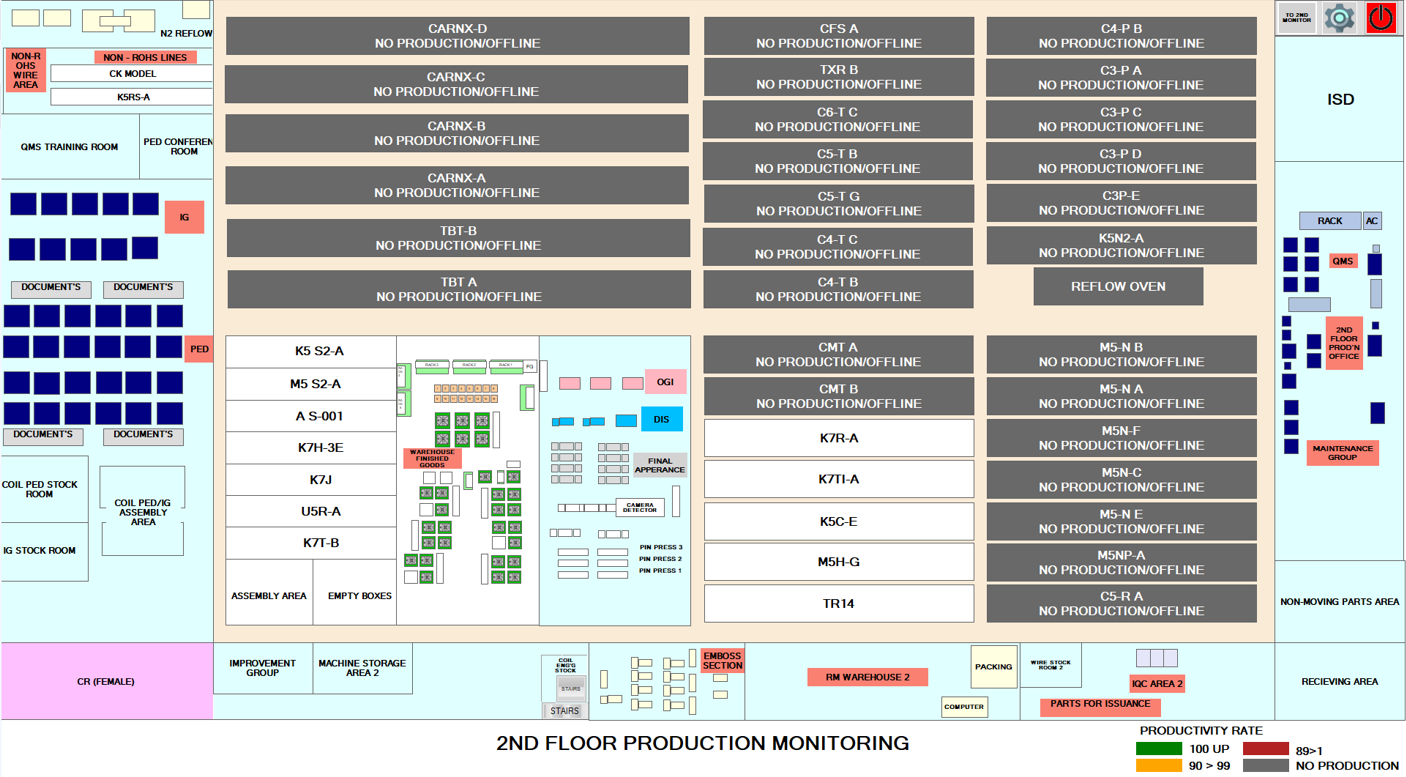 N2 REFLOW
NON-R
OHS
WIRE
AREA
NON - ROHS LINES
CK MODEL
K5RS-A
QMS TRAINING ROOM
PED CONFEREN
ROOM
IG
DOCUMENT'S
DOCUMENT'S
PED
DOCUMENT'S
DOCUMENT'S
COIL PED STOCK
ROOM
IG STOCK ROOM
COIL PED/IG
ASSEMBLY
AREA
CR (FEMALE)
CARNX-D
NO PRODUCTION/OFFLINE
CARNX-C
NO PRODUCTION/OFFLINE
CARNX-B
NO PRODUCTION/OFFLINE
CARNX-A
NO PRODUCTION/OFFLINE
TBT-B
NO PRODUCTION/OFFLINE
TBT A
NO PRODUCTION/OFFLINE
CFS A
NO PRODUCTION/OFFLINE
TXR B
NO PRODUCTION/OFFLINE
C6-T C
NO PRODUCTION/OFFLINE
C5-T B
NO PRODUCTION/OFFLINE
C5-T G
NO PRODUCTION/OFFLINE
C4-T C
NO PRODUCTION/OFFLINE
C4-T B
NO PRODUCTION/OFFLINE
C4-P B
NO PRODUCTION/OFFLINE
C3-P A
NO PRODUCTION/OFFLINE
C3-P C
NO PRODUCTION/OFFLINE
C3-P D
NO PRODUCTION/OFFLINE
C3P-E
NO PRODUCTION/OFFLINE
K5N2-A
NO PRODUCTION/OFFLINE
REFLOW OVEN
K5 S2-A
M5 S2-A
A S-001
K7H-3E
K7J
U5R-A
K7T-B
ASSEMBLY AREA
EMPTY BOXES
RACK3
RACK2
RACK1
FG
WAREHOUSE
FINISHED
GOODS
OGI
DIS
FINAL
APPERANCE
CAMERA
DETECTOR
PIN PRESS 3
PIN PRESS 2
PIN PRESS 1
CMT A
NO PRODUCTION/OFFLINE
CMT B
NO PRODUCTION/OFFLINE
K7R-A
K7TI-A
K5C-E
M5H-G
TR14
M5-N B
NO PRODUCTION/OFFLINE
M5-N A
NO PRODUCTION/OFFLINE
M5N-F
NO PRODUCTION/OFFLINE
M5N-C
NO PRODUCTION/OFFLINE
M5-N E
NO PRODUCTION/OFFLINE
M5NP-A
NO PRODUCTION/OFFLINE
C5-R A
NO PRODUCTION/OFFLINE
TO 2ND
MONITOR
ISD
RACK
AC
QMS
2ND
FLOOR
PROD'N
OFFICE
MAINTENANCE
GROUP
NON-MOVING PARTS AREA
RECIEVING AREA
IMPROVEMENT
GROUP
MACHINE STORAGE
AREA 2
COIL
ENG'G
STOCK
STAIRS
STAIRS
EMBOSS
SECTION
RM WAREHOUSE 2
PACKING
COMPUTER
WIRE STOCK
ROOM 2
IQC AREA 2
PARTS FOR ISSUANCE
2ND FLOOR PRODUCTION MONITORING
PRODUCTIVITY RATE
100 UP
89>1
90 > 99
NO PRODUCTION